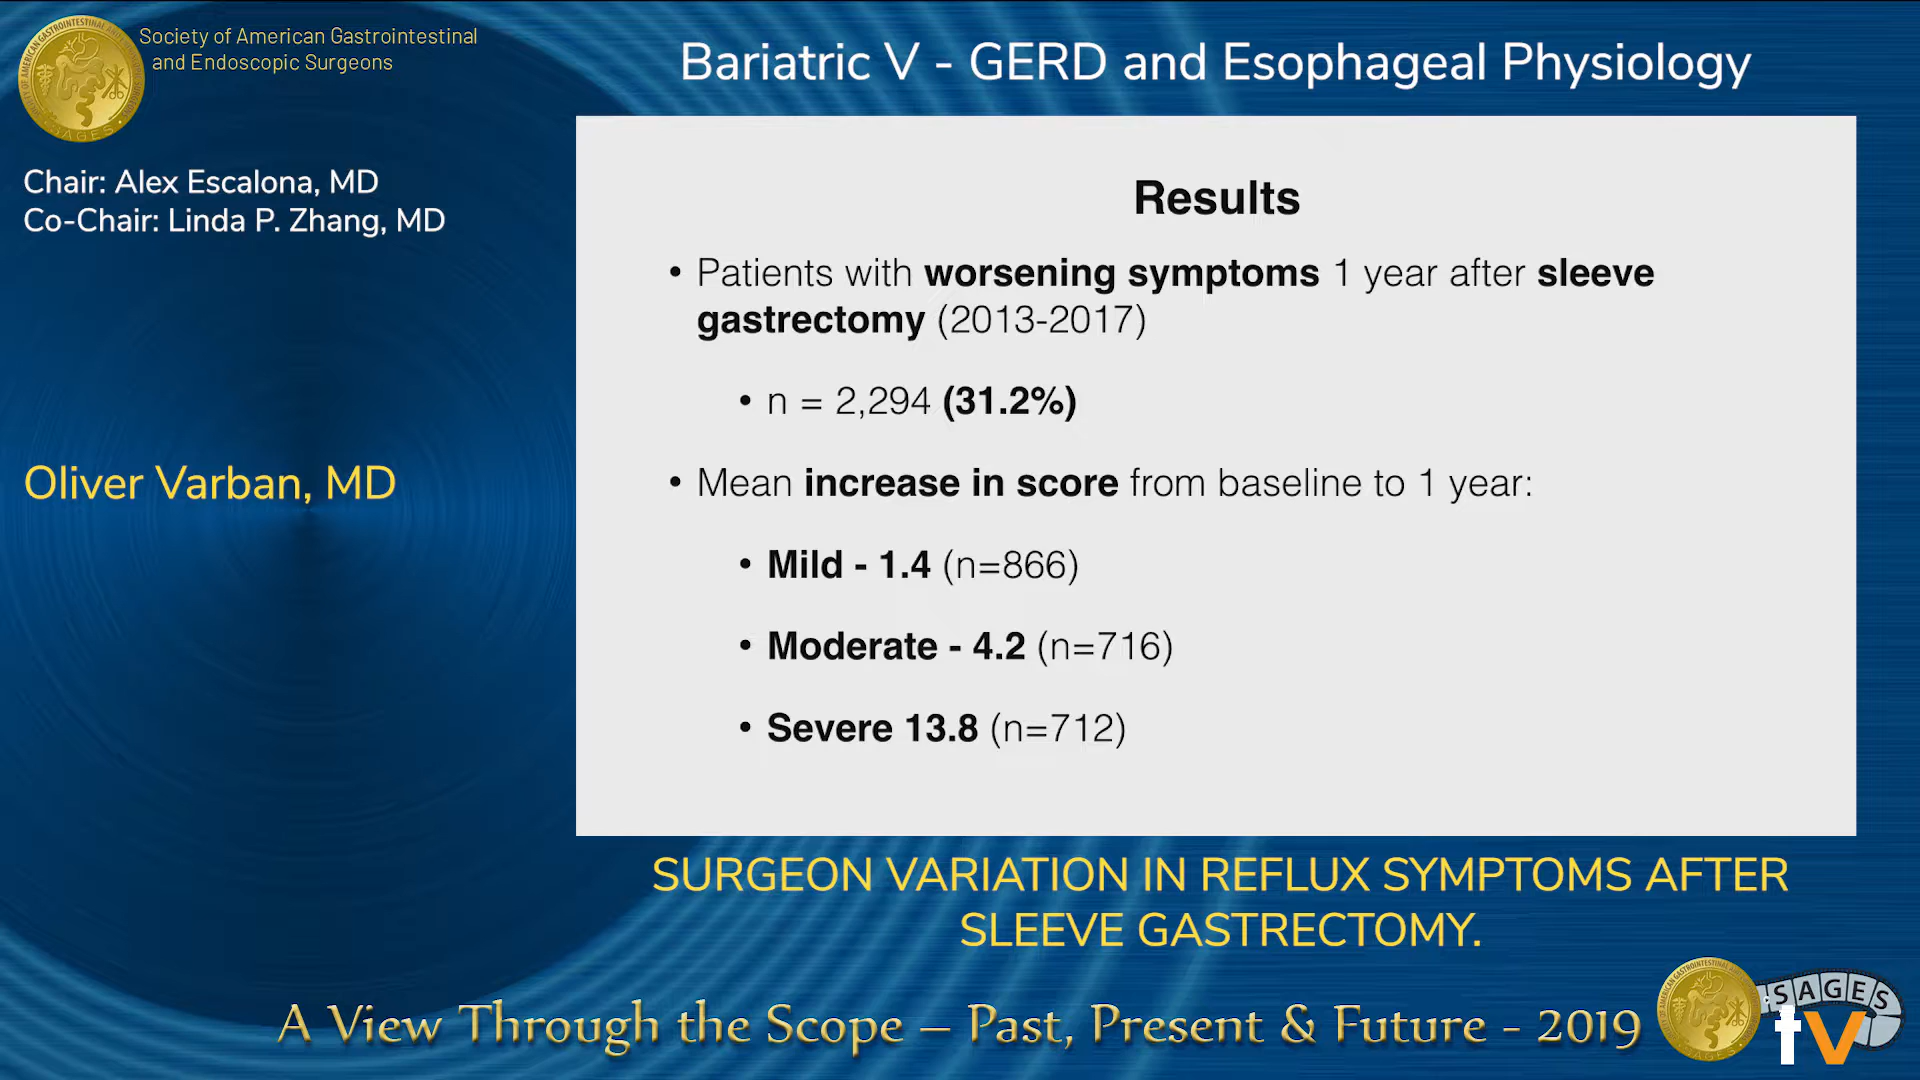 Society of American Gastrointestinal
and Endoscopic Surgeons
Bariatric V - GERD and Esophageal Physiology
Chair: Alex Escalona, MD
Co-Chair: Linda P. Zhang, MD
Oliver Varban, MD
Results
• Patients with worsening symptoms 1 year after sleeve
gastrectomy (2013-2017)
• n = 2,294 (31.2%)
• Mean increase in score from baseline to 1 year:
• Mild - 1.4 (n=866)
• Moderate - 4.2 (n=716)
• Severe 13.8 (n=712)
SURGEON VARIATION IN REFLUX SYMPTOMS AFTER
SLEEVE GASTRECTOMY.
A View Through the Scope – Past, Present & Future - 2019
SAGES
tv